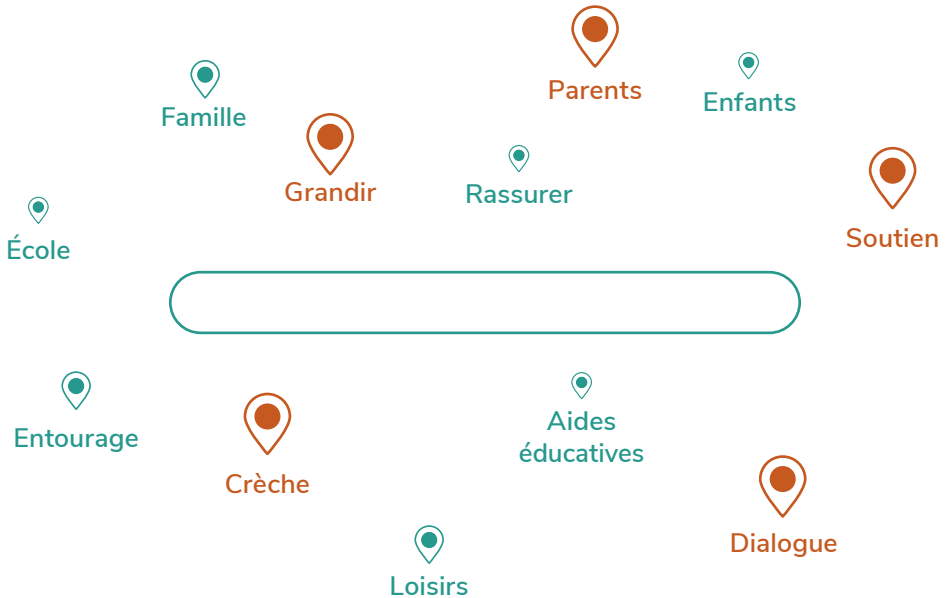 Parents
Enfants
Famille
Grandir
Rassurer
Soutien
École
Aides
éducatives
Entourage
Crèche
Dialogue
Loisirs